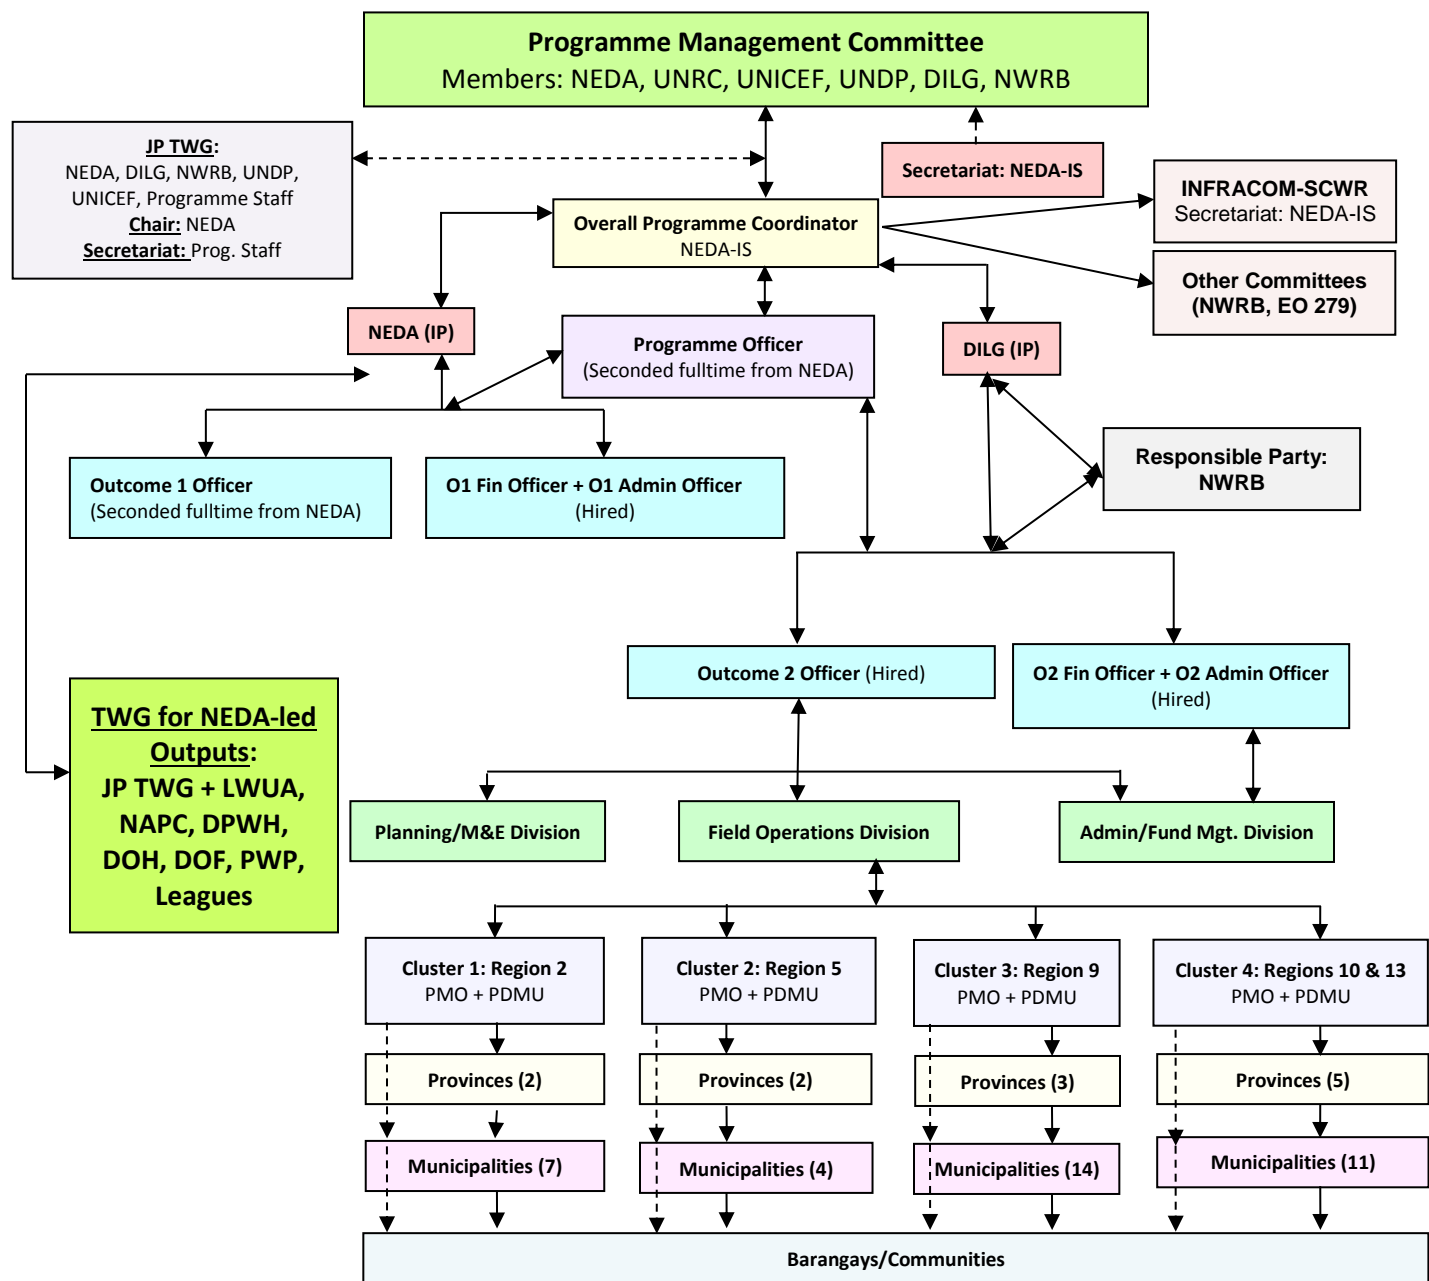 Programme Management Committee
Members: NEDA, UNRC, UNICEF, UNDP, DILG, NWRB
JP TWG:
NEDA, DILG, NWRB, UNDP,
UNICEF, Programme Staff
Chair: NEDA
Secretariat: Prog. Staff
Secretariat: NEDA-IS
INFRACOM-SCWR
Secretariat: NEDA-IS
Overall Programme Coordinator
NEDA-IS
Other Committees
(NWRB, EO 279)
NEDA (IP)
Programme Officer
(Seconded fulltime from NEDA)
DILG (IP)
Responsible Party:
NWRB
Outcome 1 Officer
(Seconded fulltime from NEDA)
O1 Fin Officer + O1 Admin Officer
(Hired)
Outcome 2 Officer (Hired)
O2 Fin Officer + O2 Admin Officer
(Hired)
TWG for NEDA-led
Outputs:
JP TWG + LWUA,
NAPC, DPWH,
DOH, DOF, PWP,
Leagues
Planning/M&E Division
Field Operations Division
Admin/Fund Mgt. Division
Cluster 1: Region 2
PMO + PDMU
Cluster 2: Region 5
PMO + PDMU
Cluster 3: Region 9
PMO + PDMU
Cluster 4: Regions 10 & 13
PMO + PDMU
Provinces (2)
Provinces (2)
Provinces (3)
Provinces (5)
Municipalities (7)
Municipalities (4)
Municipalities (14)
Municipalities (11)
Barangays/Communities